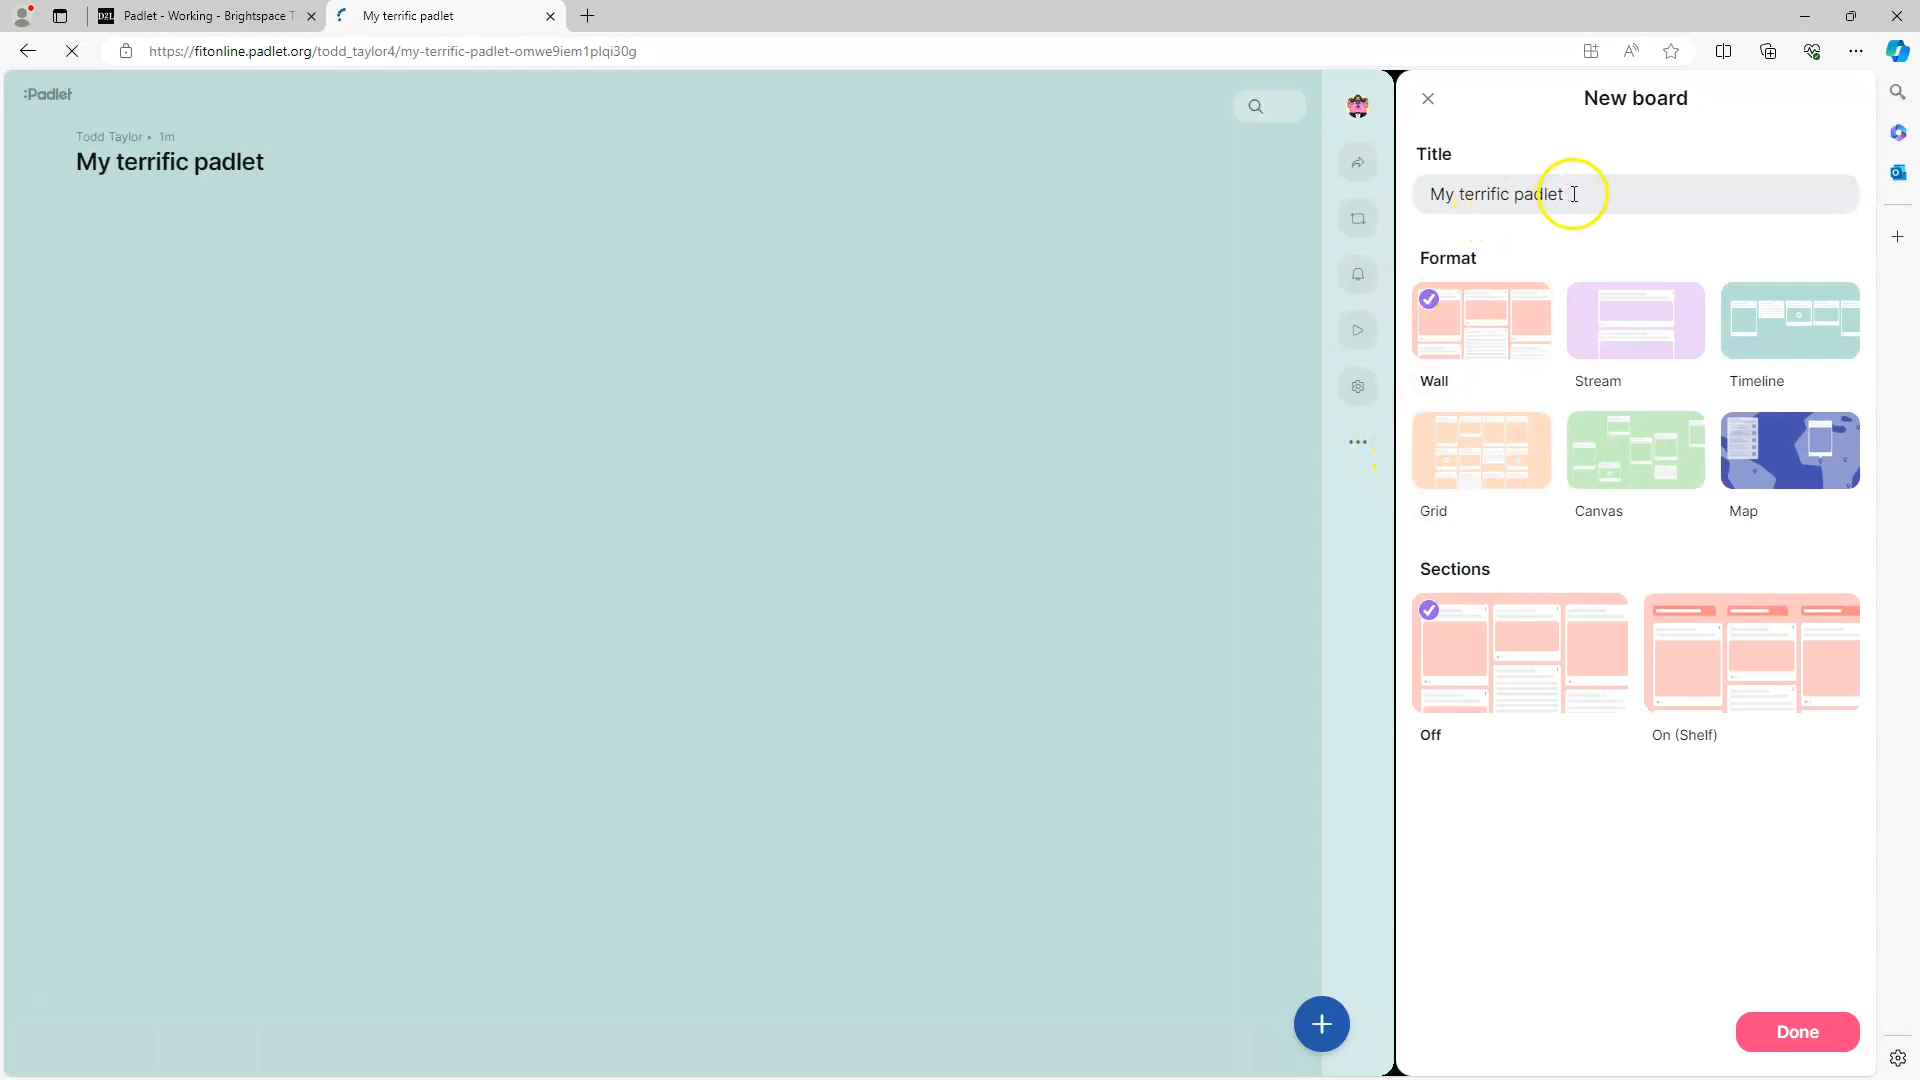 Padlet - Working - Brightspace T
My terrific padlet
https://fitonline.padlet.org/todd_taylor4/my-terrific-padlet-omwe9iem1plqi30g
:Padlet
Todd Taylor • 1m
My terrific padlet
New board
Title
My terrific padlet
Format
Wall
Stream
Timeline
Grid
Canvas
Map
Sections
Off
On (Shelf)
Done